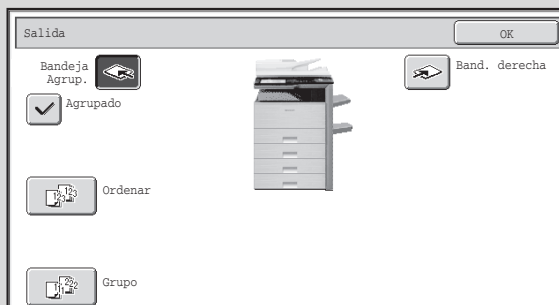 Salida
OK
Bandeja
Agrup.
Band. derecha
Agrupado
Ordenar
Grupo